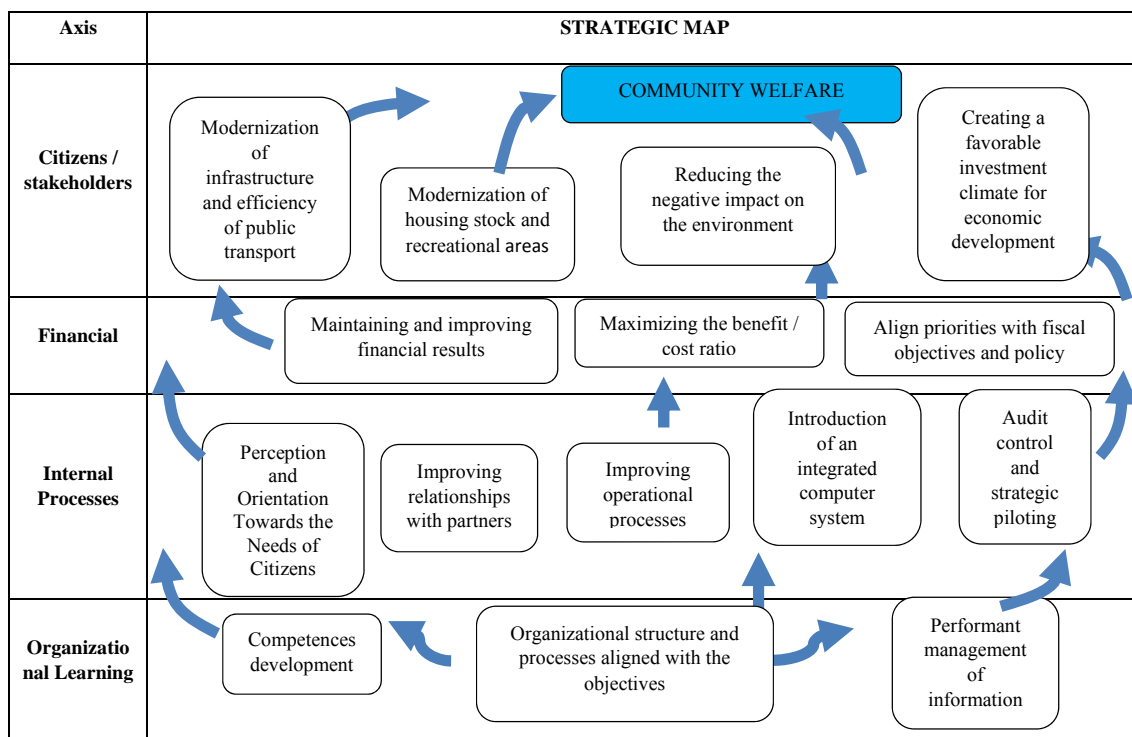 Axis
STRATEGIC MAP
Citizens /
stakeholders
COMMUNITY WELFARE
Modernization
of
infrastructure
and efficiency
of public
transport
Modernization of
housing stock and
recreational areas
Reducing the
negative impact on
the environment
Creating a
favorable
investment
climate for
economic
development
Financial
Maintaining and improving
financial results
Maximizing the benefit /
cost ratio
Align priorities with fiscal
objectives and policy
Internal
Processes
Perception
and
Orientation
Towards the
Needs of
Citizens
Improving
relationships
with partners
Improving
operational
processes
Introduction
of an
integrated
computer
system
Audit
control
and
strategic
piloting
Organizatio
nal Learning
Competences
development
Organizational structure and
processes aligned with the
objectives
Performant
management
of
information